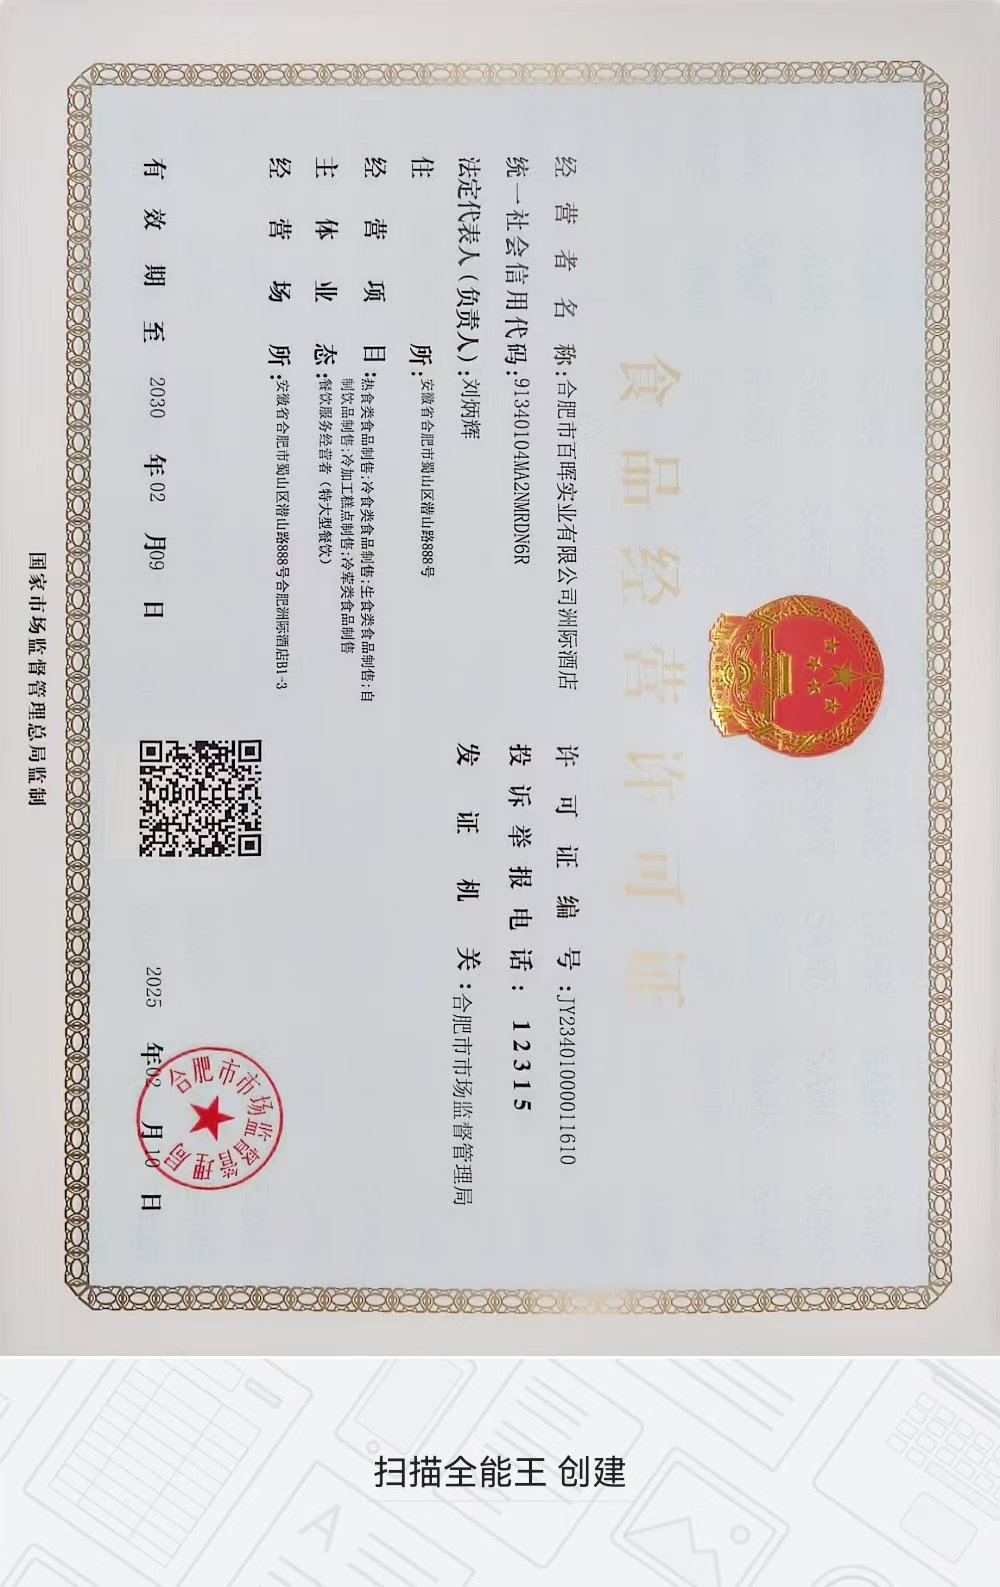 食品经营许可证
经营者名称：合肥市百晖实业有限公司洲际酒店
统一社会信用代码：91340104MA2NMRDN6R
法定代表人（负责人）：刘炳辉
住所：安徽省合肥市蜀山区潜山路888号
经营项目：热食类食品制售;冷食类食品制售;生食类食品制售;自
制饮品制售;冷加工糕点制售;冷荤类食品制售
主体业态：餐饮服务经营者（特大型餐饮）
经营场所：安徽省合肥市蜀山区潜山路888号合肥洲际酒店B1-3
有效期至 2030 年 02 月 09 日
许可证编号：JY23401000011610
投诉举报电话：12315
发证机关：合肥市市场监督管理局
合肥市市场监督管理局
2025 年 02 月 10 日
国家市场监督管理总局监制
扫描全能王 创建